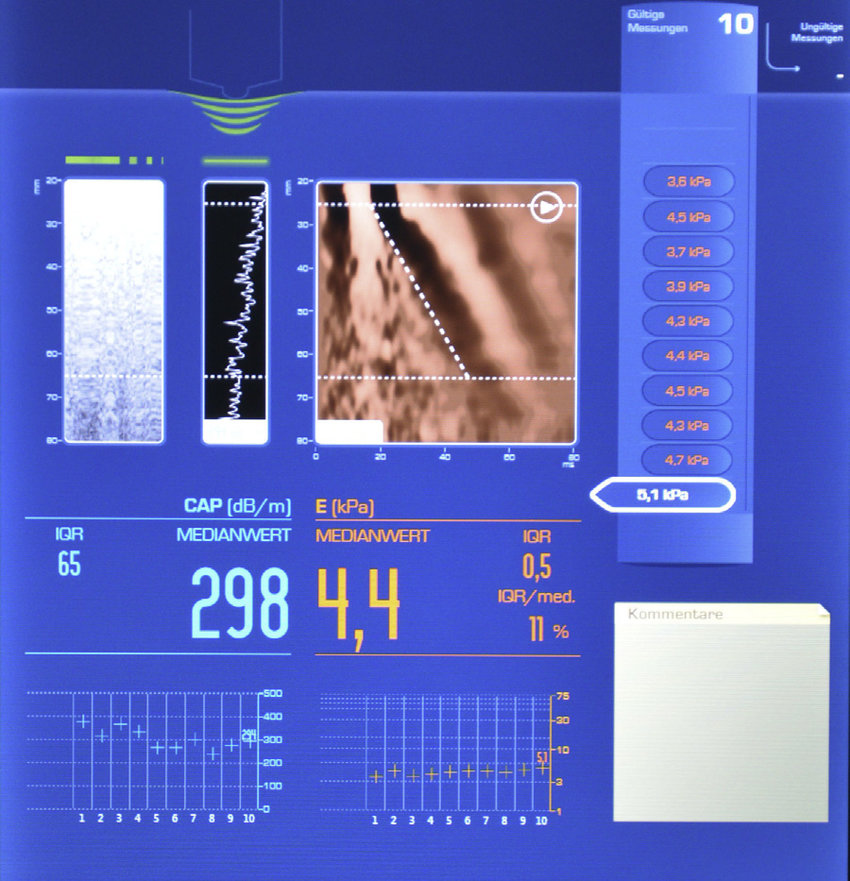 Gültige
Messungen
10
Ungültige
Messungen
-
mm
20
30
40
50
60
70
80
mm
20
30
40
50
60
70
80
0
20
40
60
80
ms
3,6 kPa
4,5 kPa
3,7 kPa
3,9 kPa
4,3 kPa
4,4 kPa
4,5 kPa
4,3 kPa
4,7 kPa
5,1 kPa
CAP (dB/m)
IQR
MEDIANWERT
65
298
E (kPa)
MEDIANWERT
IQR
4,4
0,5
IQR/med.
11 %
Kommentare
500
400
300
200
100
0
1 2 3 4 5 6 7 8 9 10
75
30
10
5,1
3
1
1 2 3 4 5 6 7 8 9 10